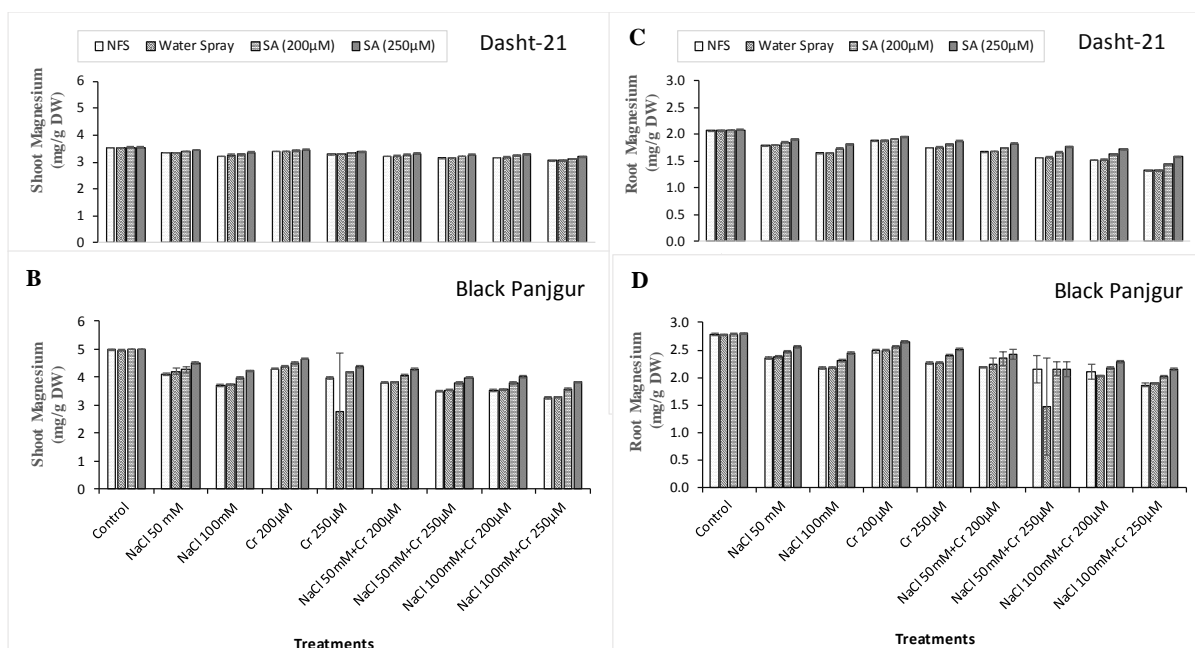 NFS Water Spray SA (200µM) SA (250µM)
Dasht-21
Shoot Magnesium
(mg/g DW)
6
5
4
3
2
1
0
C
NFS Water Spray SA (200µM) SA (250µM)
Dasht-21
Root Magnesium
(mg/g DW)
3.0
2.5
2.0
1.5
1.0
0.5
0.0
B
Black Panjgur
Shoot Magnesium
(mg/g DW)
6
5
4
3
2
1
0
Control
NaCl 50 mM
NaCl 100mM
Cr 200µM
Cr 250µM
NaCl 50mM+Cr 200µM
NaCl 50mM+Cr 250µM
NaCl 100mM+Cr 200µM
NaCl 100mM+Cr 250µM
Treatments
D
Black Panjgur
Root Magnesium
(mg/g DW)
3.0
2.5
2.0
1.5
1.0
0.5
0.0
Control
NaCl 50 mM
NaCl 100mM
Cr 200µM
Cr 250µM
NaCl 50mM+Cr 200µM
NaCl 50mM+Cr 250µM
NaCl 100mM+Cr 200µM
NaCl 100mM+Cr 250µM
Treatments